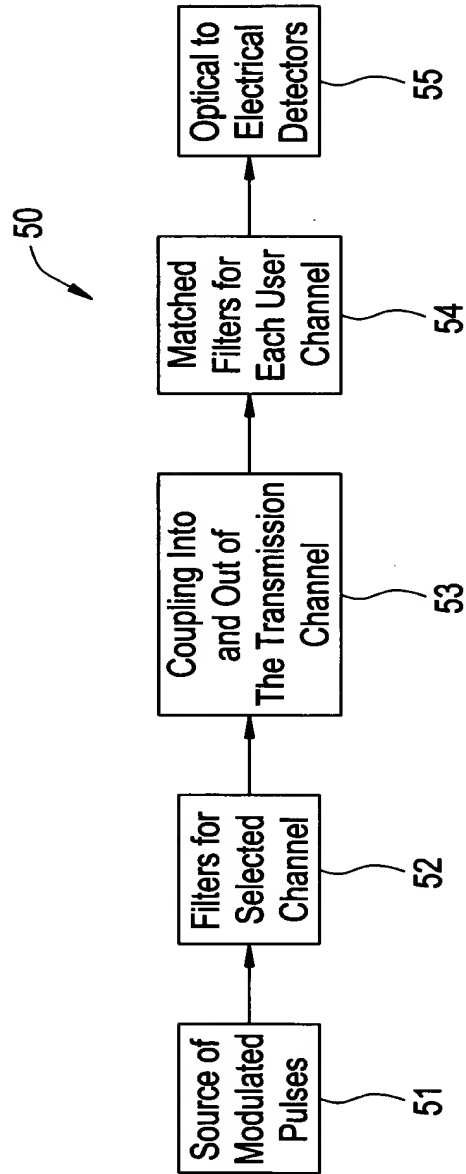 50
Source of
Modulated
Pulses
51
Filters for
Selected
Channel
52
Coupling Into
and Out of
The Transmission
Channel
53
Matched
Filters for
Each User
Channel
54
Optical to
Electrical
Detectors
55